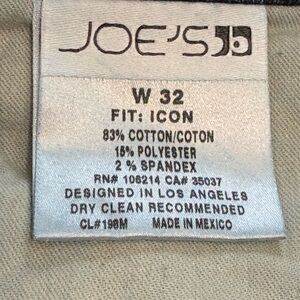 JOE'S
W 32
FIT: ICON
83% COTTON/COTON
15% POLYESTER
2% SPANDEX
RN# 106214 CA# 35037
DESIGNED IN LOS ANGELES
DRY CLEAN RECOMMENDED
CL#198M MADE IN MEXICO